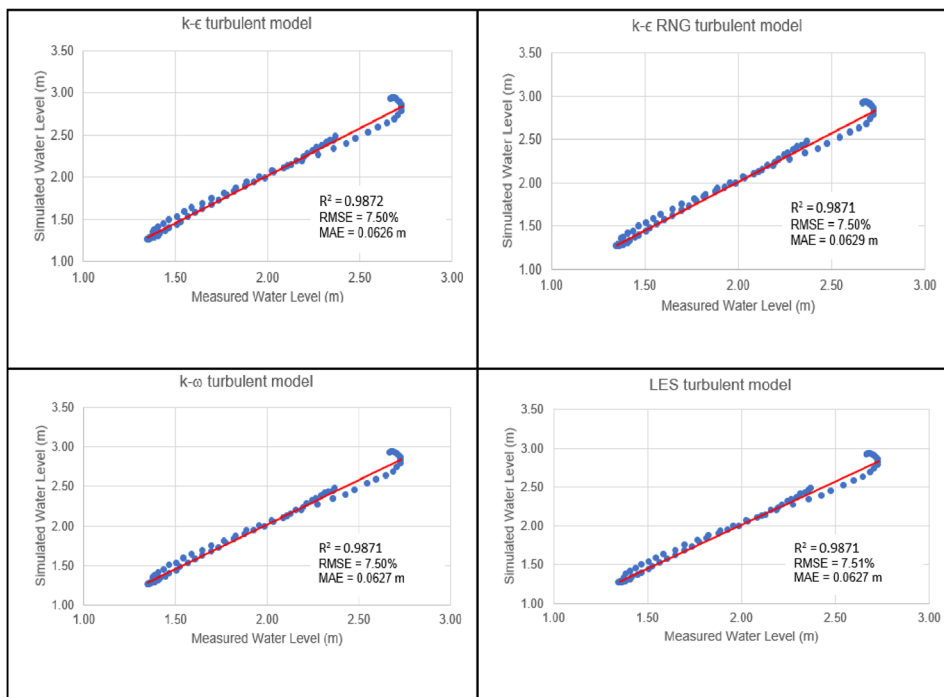 k-ϵ turbulent model
3.50
3.00
2.50
2.00
1.50
1.00
Simulated Water Level (m)
R² = 0.9872
RMSE = 7.50%
MAE = 0.0626 m
1.00 1.50 2.00 2.50 3.00
Measured Water Level (m)
k-ϵ RNG turbulent model
3.50
3.00
2.50
2.00
1.50
1.00
Simulated Water Level (m)
R² = 0.9871
RMSE = 7.50%
MAE = 0.0629 m
1.00 1.50 2.00 2.50 3.00
Measured Water Level (m)
k-ω turbulent model
3.50
3.00
2.50
2.00
1.50
1.00
Simulated Water Level (m)
R² = 0.9871
RMSE = 7.50%
MAE = 0.0627 m
1.00 1.50 2.00 2.50 3.00
Measured Water Level (m)
LES turbulent model
3.50
3.00
2.50
2.00
1.50
1.00
Simulated Water Level (m)
R² = 0.9871
RMSE = 7.51%
MAE = 0.0627 m
1.00 1.50 2.00 2.50 3.00
Measured Water Level (m)